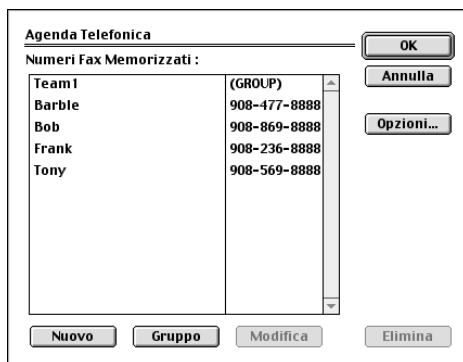 Agenda Telefonica
OK
Numeri Fax Memorizzati :
Annulla
Team1 (GROUP)
Barble 908-477-8888
Opzioni...
Bob 908-869-8888
Frank 908-236-8888
Tony 908-569-8888
Nuovo Gruppo Modifica Elimina